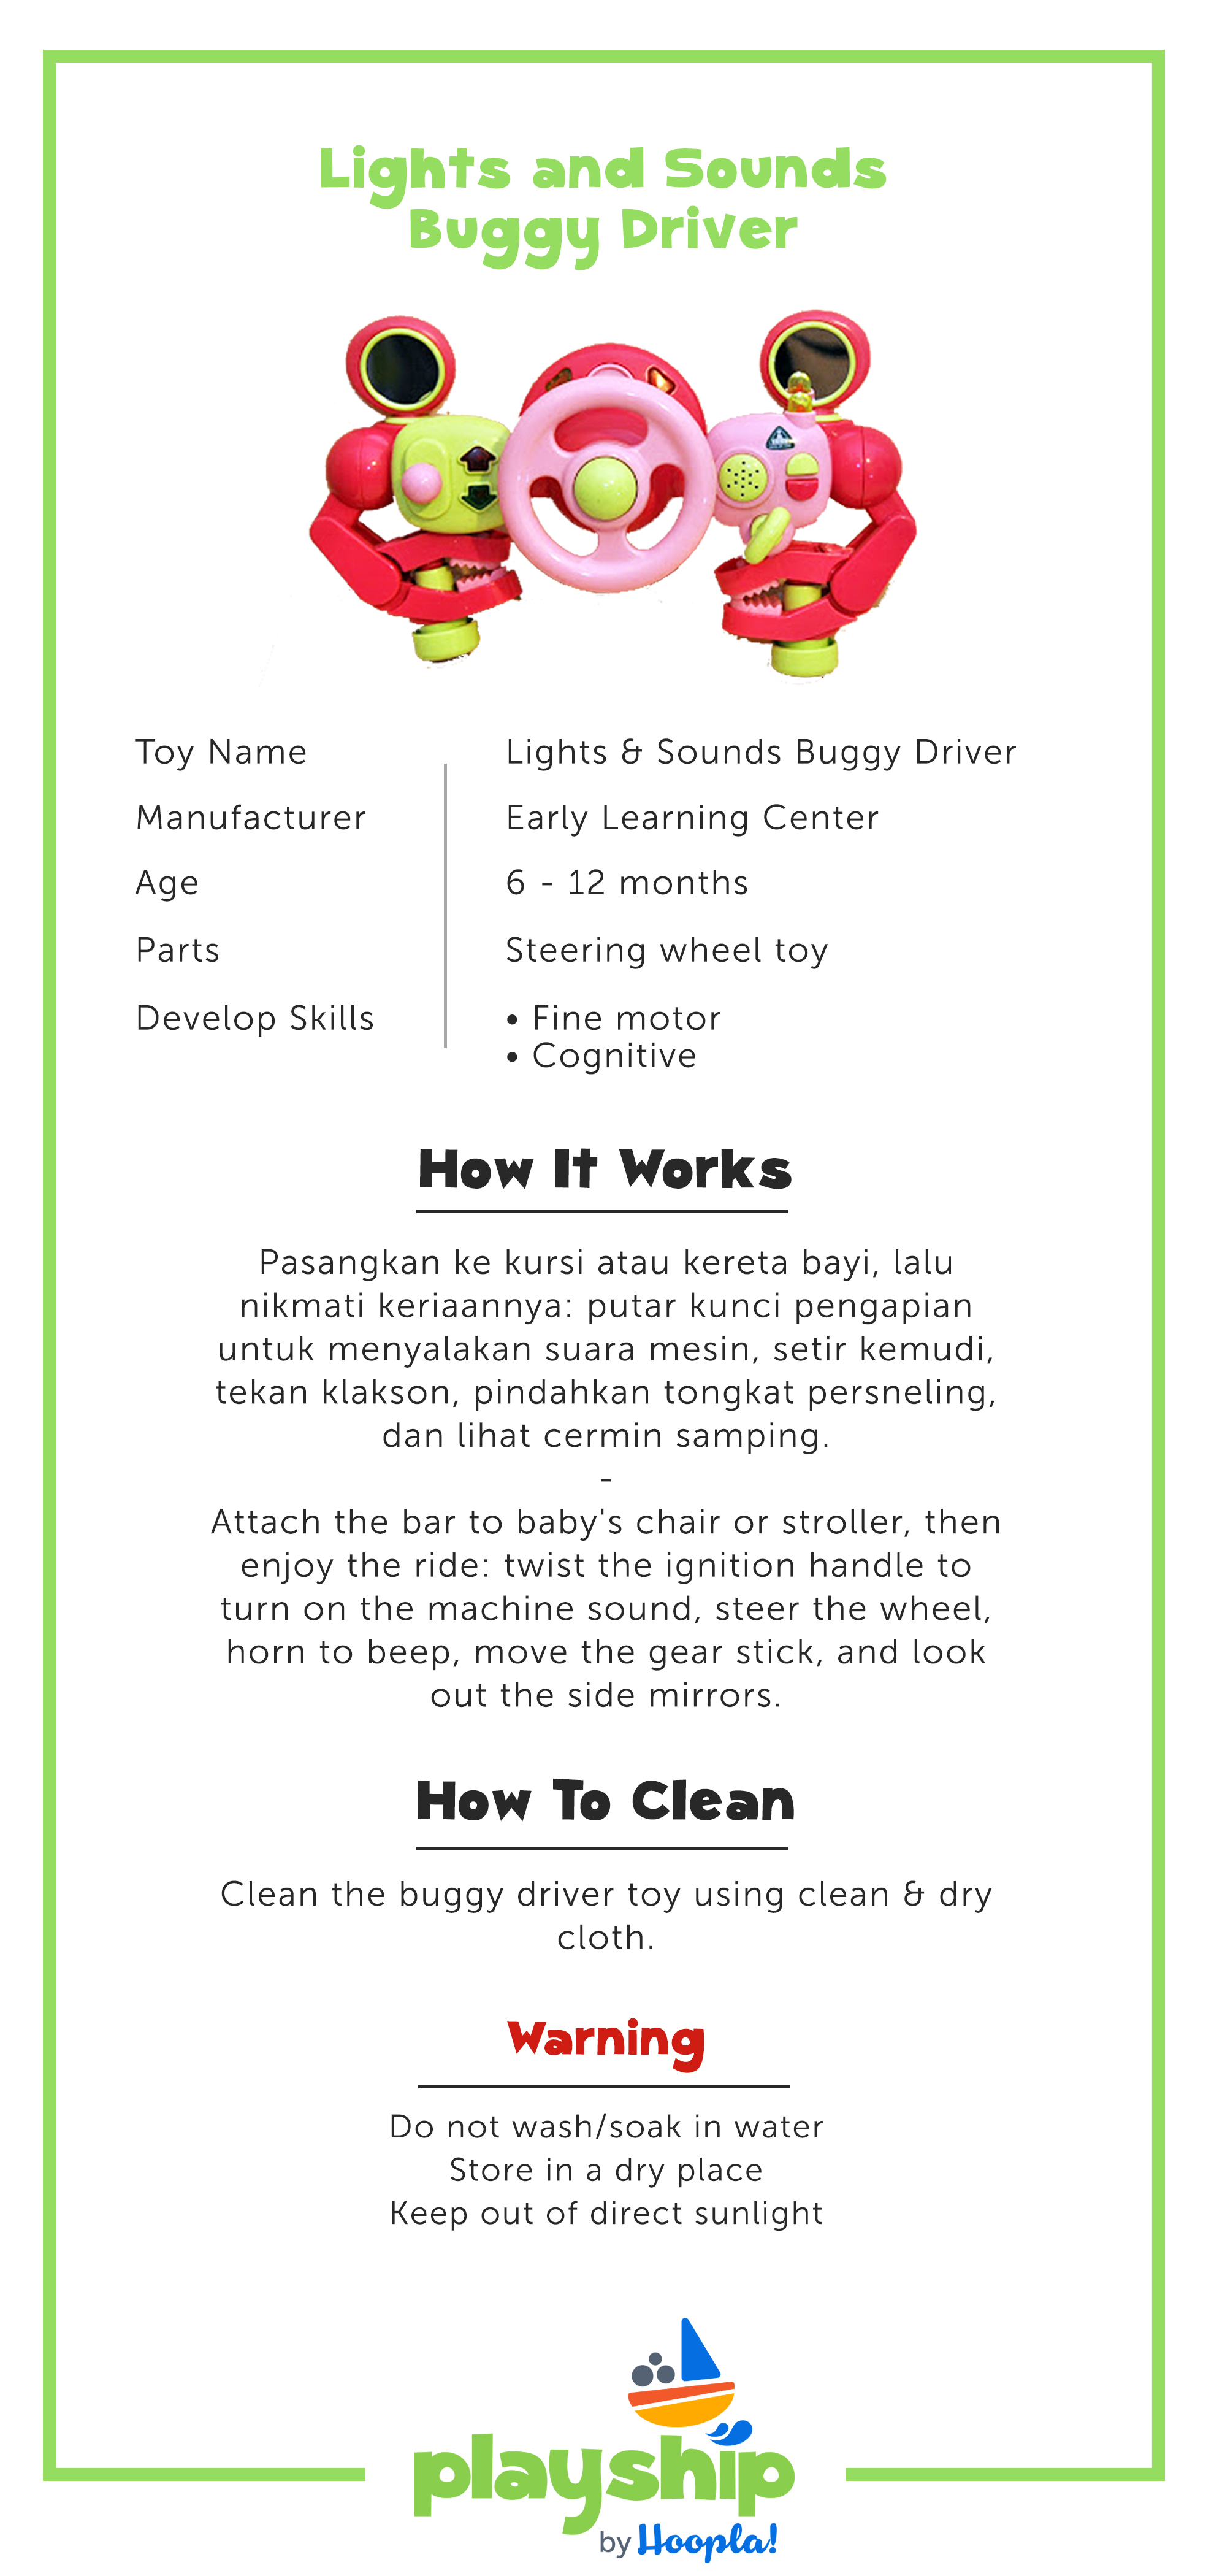 Lights and Sounds
Buggy Driver
Toy Name
Lights & Sounds Buggy Driver
Manufacturer
Early Learning Center
Age
6 - 12 months
Parts
Steering wheel toy
Develop Skills
• Fine motor
• Cognitive
How It Works
Pasangkan ke kursi atau kereta bayi, lalu
nikmati keriaannya: putar kunci pengapian
untuk menyalakan suara mesin, setir kemudi,
tekan klakson, pindahkan tongkat persneling,
dan lihat cermin samping.
-
Attach the bar to baby's chair or stroller, then
enjoy the ride: twist the ignition handle to
turn on the machine sound, steer the wheel,
horn to beep, move the gear stick, and look
out the side mirrors.
How To Clean
Clean the buggy driver toy using clean & dry
cloth.
Warning
Do not wash/soak in water
Store in a dry place
Keep out of direct sunlight
playship
by Hoopla!